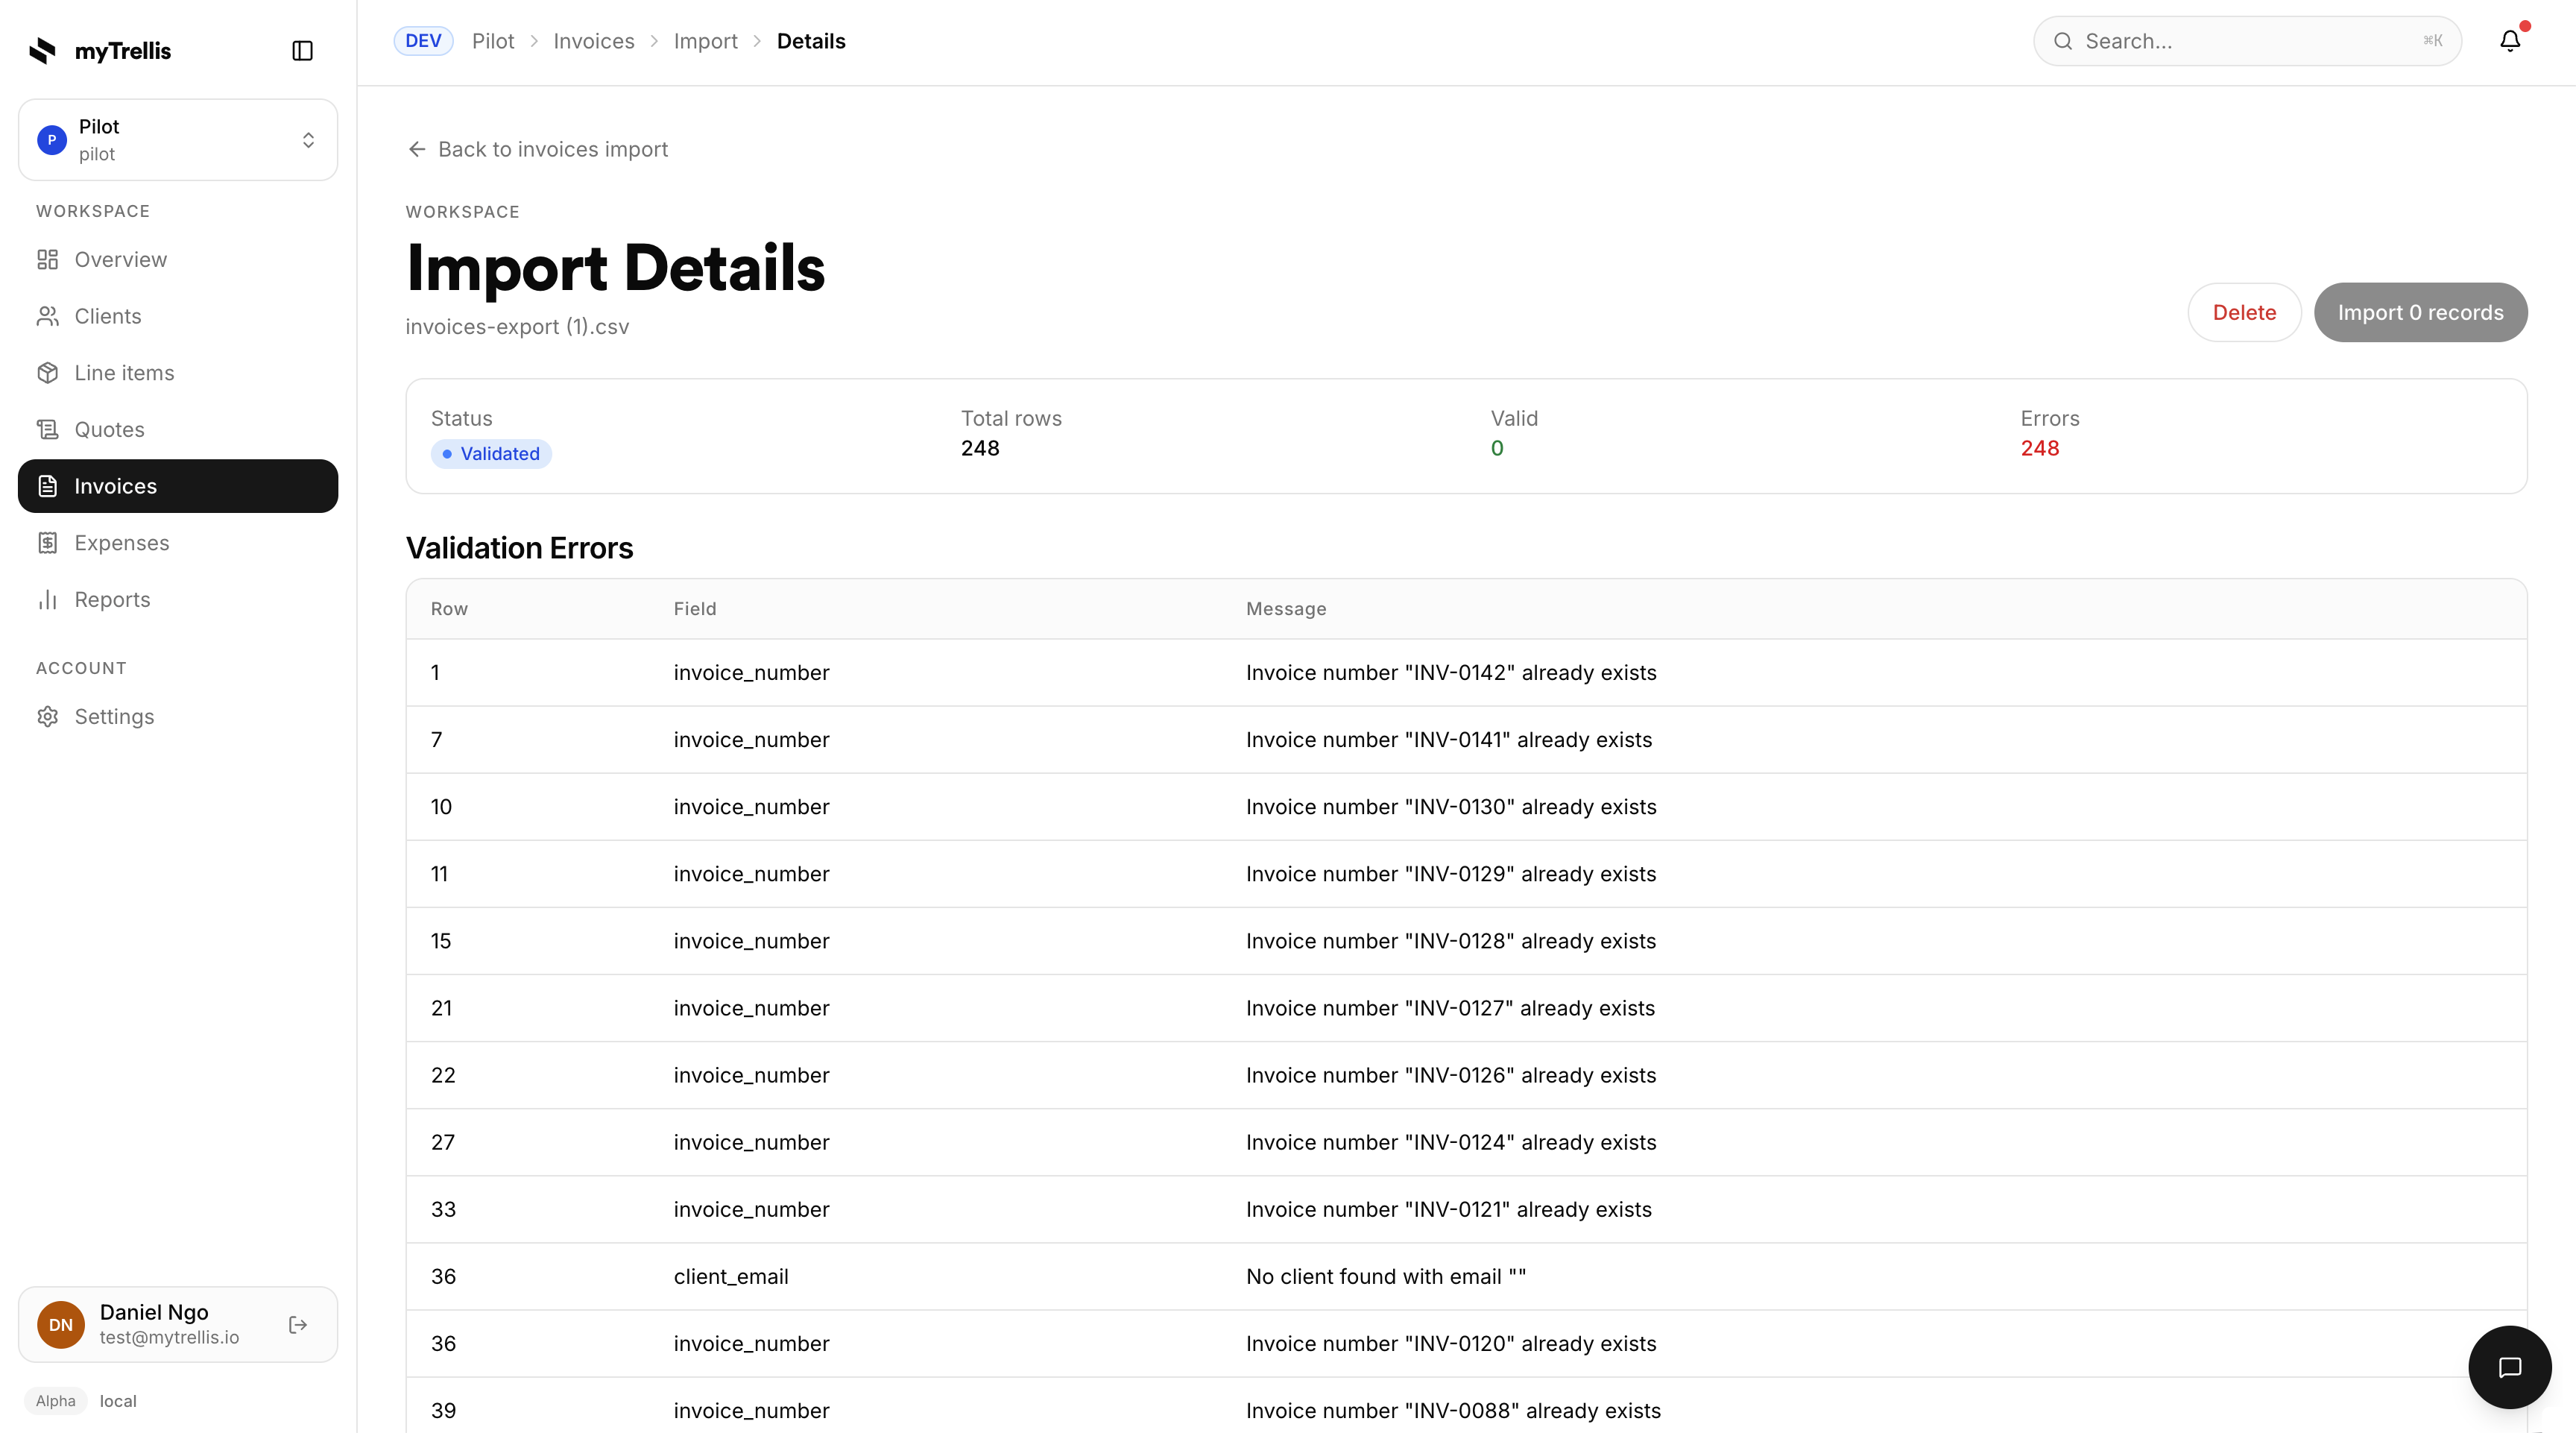 myTrellis
P
Pilot
pilot
WORKSPACE
Overview
Clients
Line items
Quotes
Invoices
Expenses
Reports
ACCOUNT
Settings
DN
Daniel Ngo
test@mytrellis.io
Alpha local
DEV Pilot > Invoices > Import > Details
Search... ⌘K
← Back to invoices import
WORKSPACE
Import Details
invoices-export (1).csv
Delete Import 0 records
Status Total rows Valid Errors
Validated 248 0 248
Validation Errors
Row Field Message
1 invoice_number Invoice number "INV-0142" already exists
7 invoice_number Invoice number "INV-0141" already exists
10 invoice_number Invoice number "INV-0130" already exists
11 invoice_number Invoice number "INV-0129" already exists
15 invoice_number Invoice number "INV-0128" already exists
21 invoice_number Invoice number "INV-0127" already exists
22 invoice_number Invoice number "INV-0126" already exists
27 invoice_number Invoice number "INV-0124" already exists
33 invoice_number Invoice number "INV-0121" already exists
36 client_email No client found with email ""
36 invoice_number Invoice number "INV-0120" already exists
39 invoice_number Invoice number "INV-0088" already exists